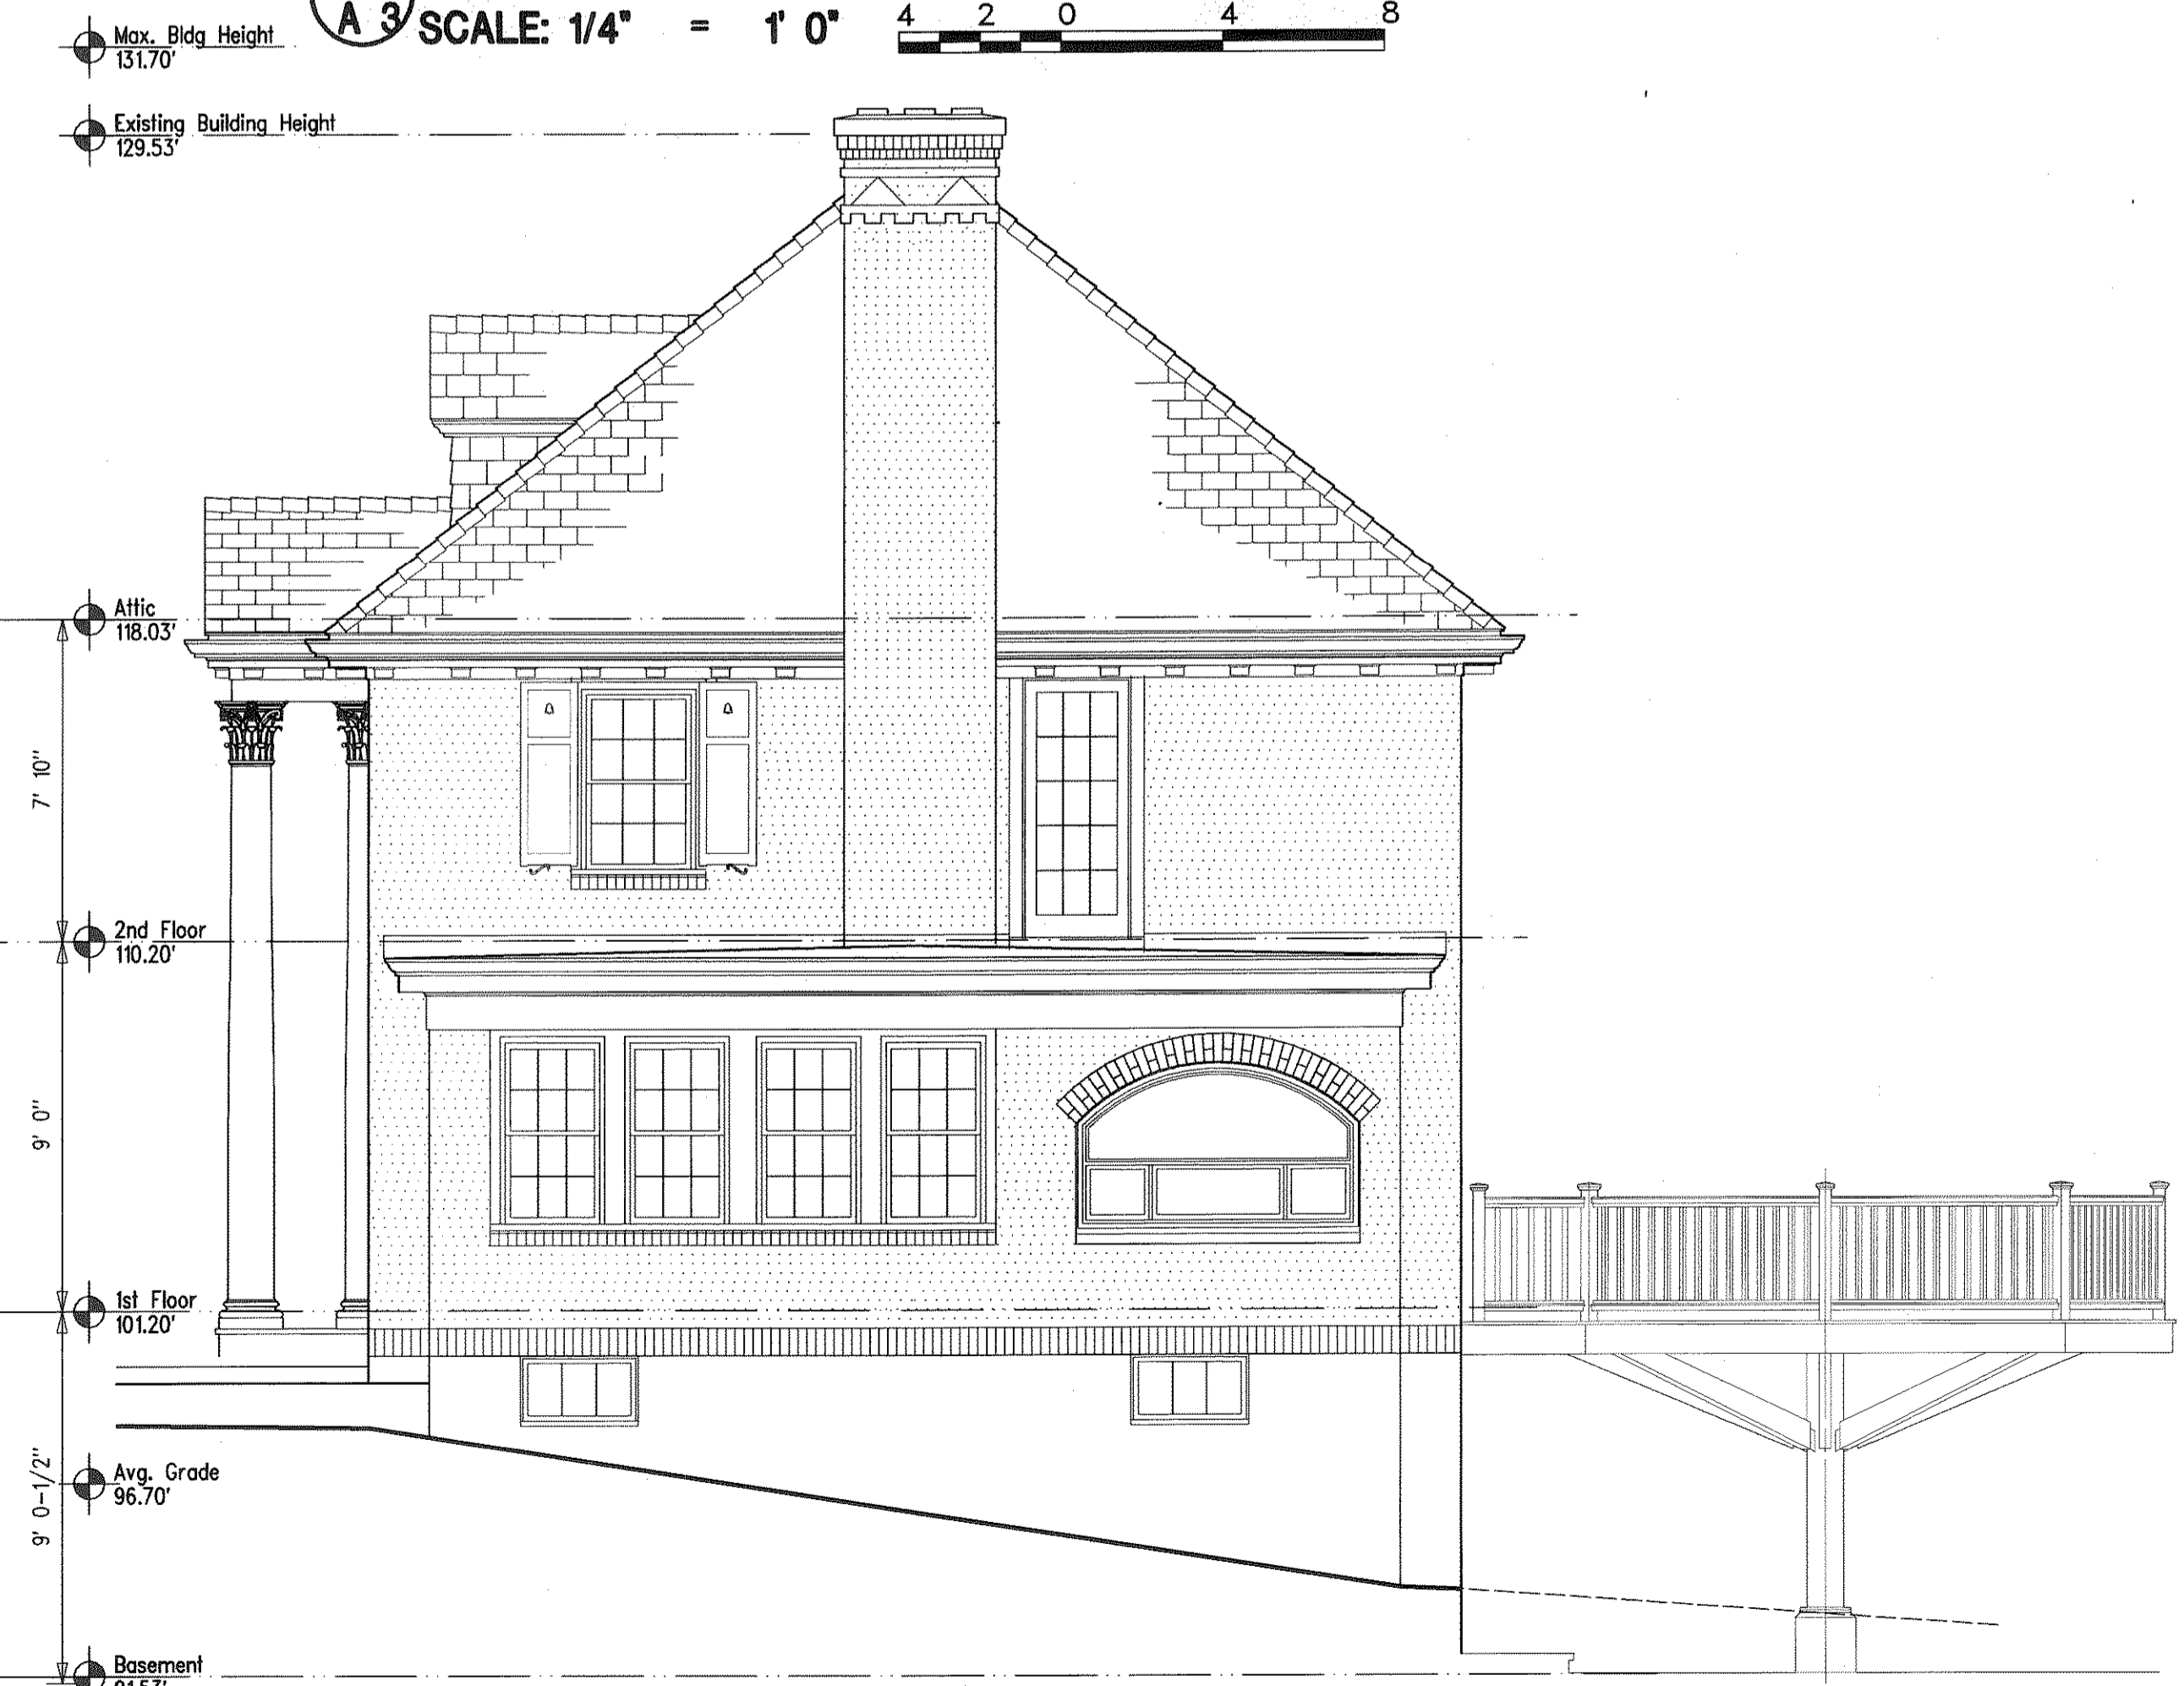 A 3
SCALE: 1/4" = 1' 0"
4 2 0 4 8
Max. Bldg Height
131.70'
Existing Building Height
129.53'
Attic
118.03'
7' 10"
2nd Floor
110.20'
9' 0"
1st Floor
101.20'
Avg. Grade
96.70'
9' 0-1/2"
Basement